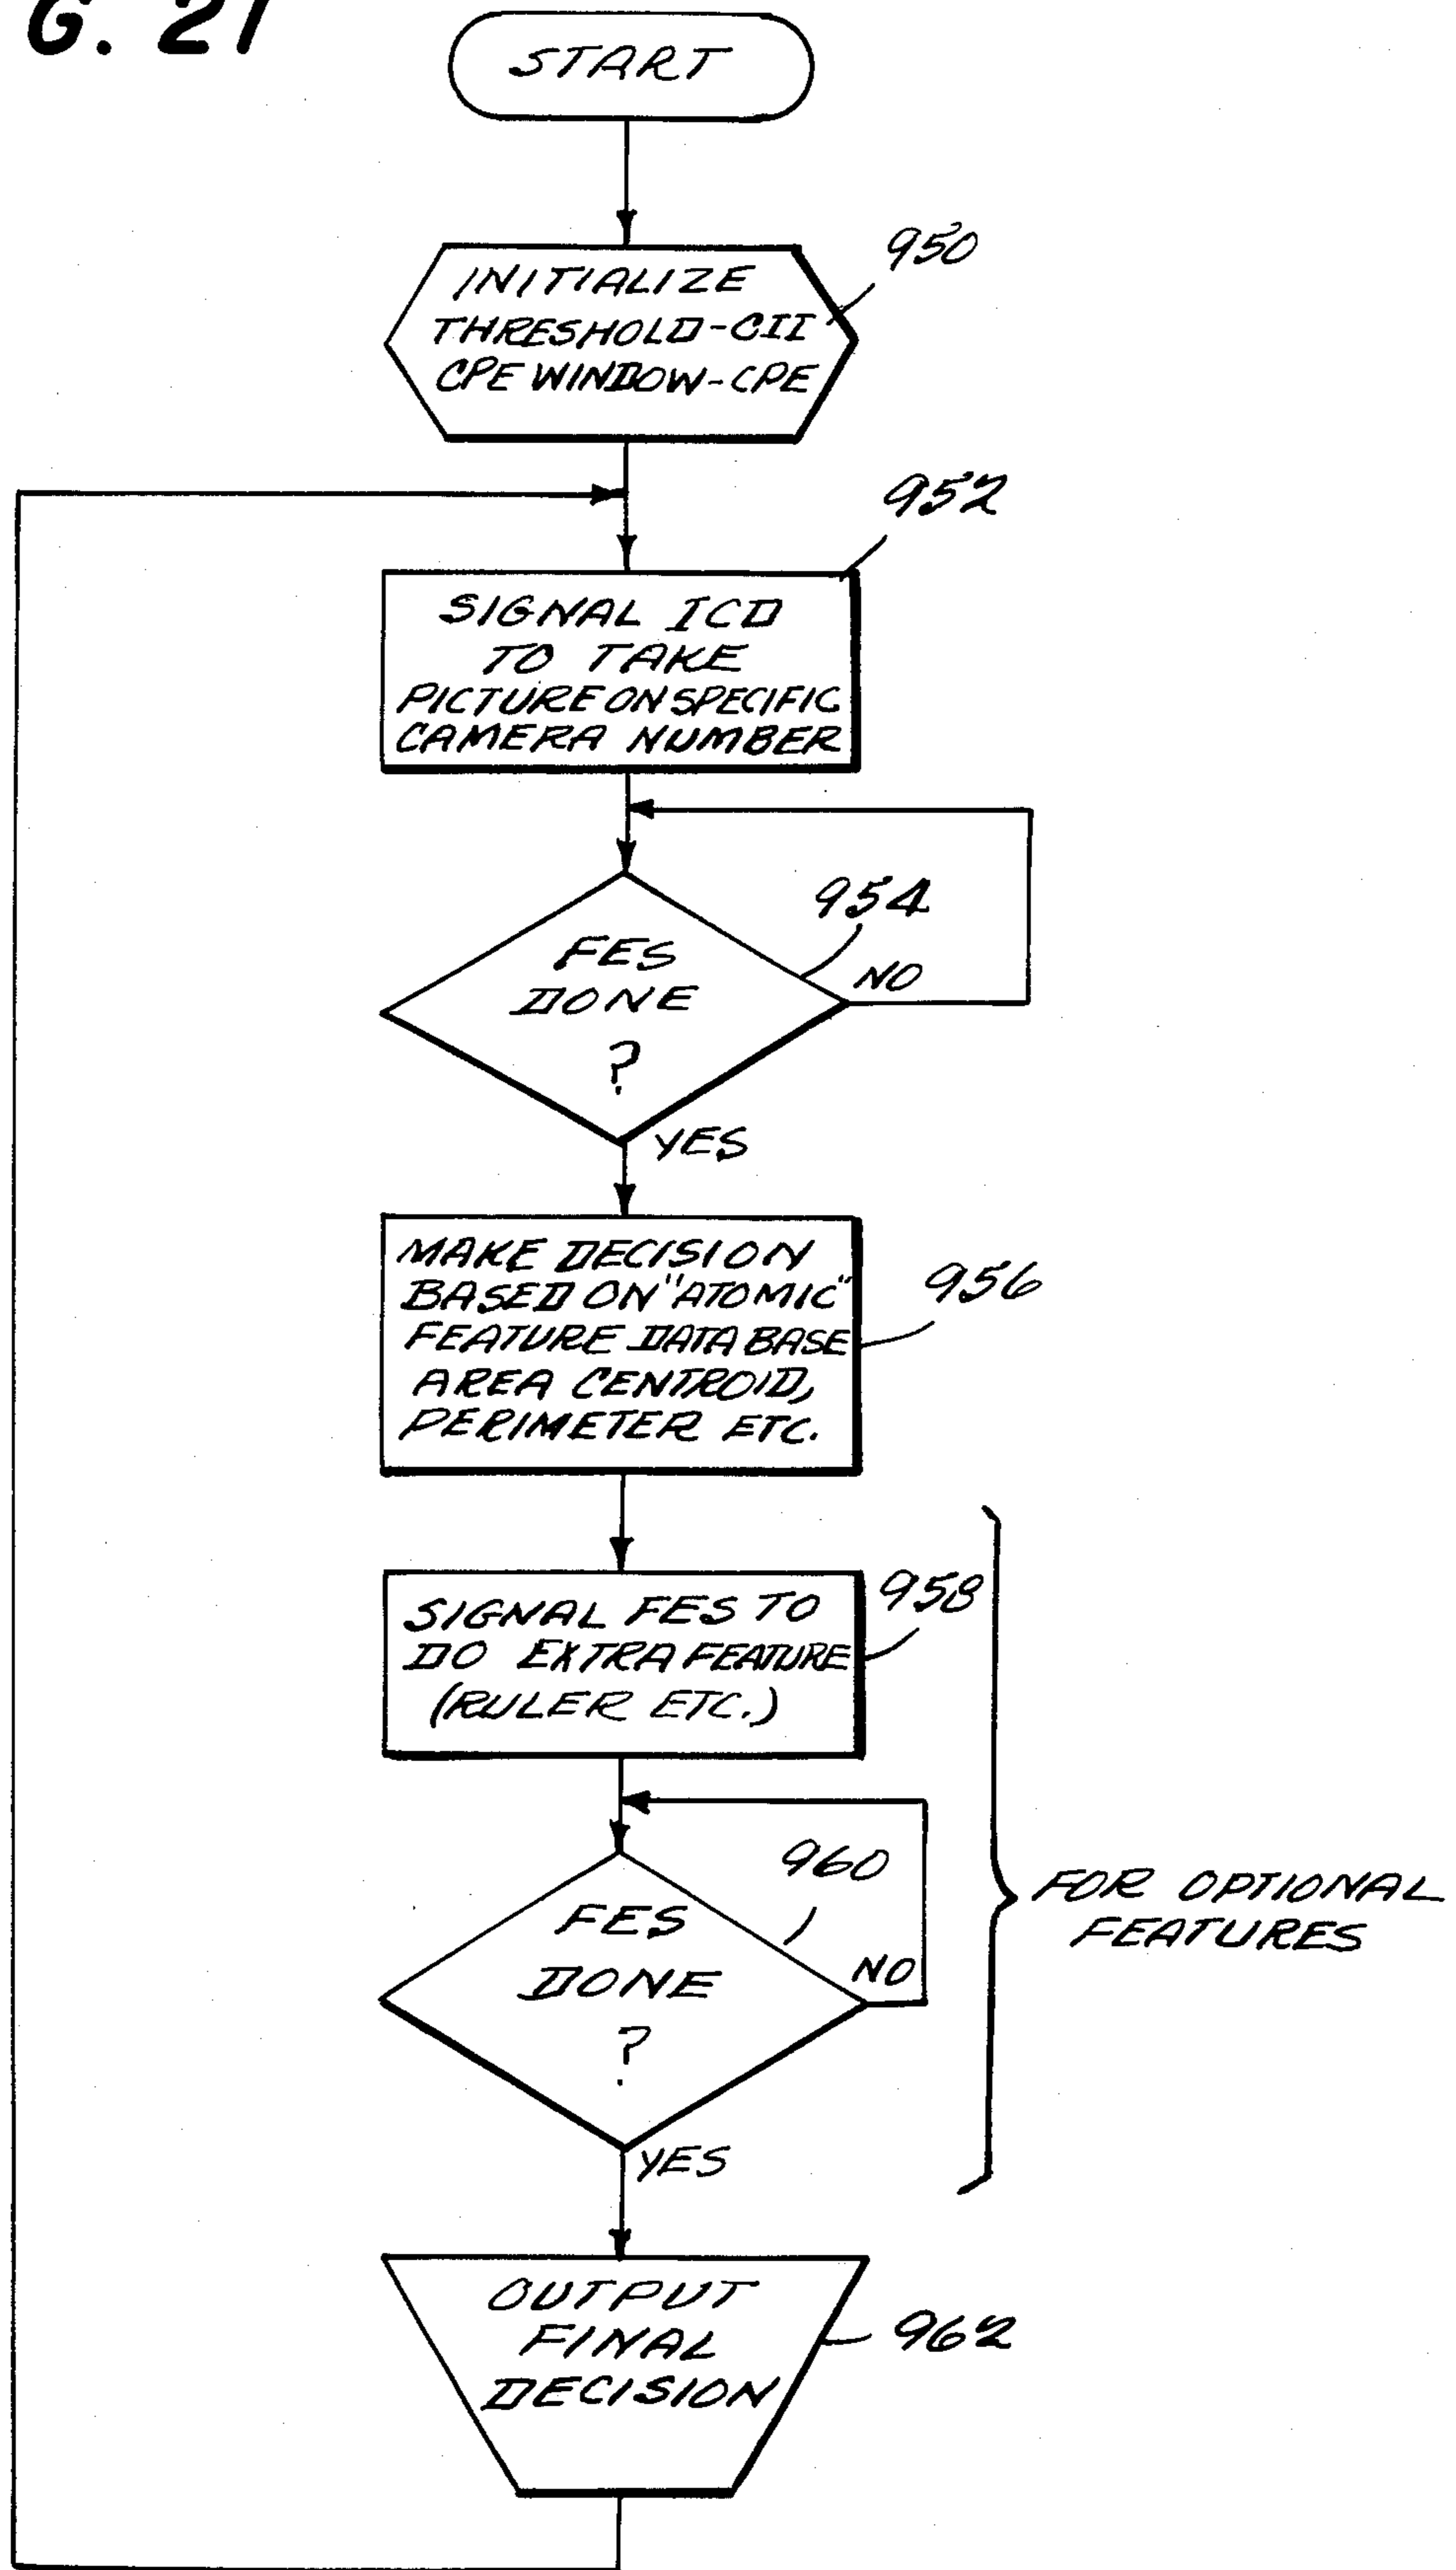 G. 21
START
INITIALIZE
THRESHOLD-CII
CPE WINDOW-CPE
950
952
SIGNAL ICD
TO TAKE
PICTURE ON SPECIFIC
CAMERA NUMBER
954
FES
DONE
?
NO
YES
MAKE DECISION
BASED ON "ATOMIC"
FEATURE DATA BASE
AREA CENTROID,
PERIMETER ETC.
956
SIGNAL FES TO
DO EXTRA FEATURE
(RULER ETC.)
958
960
FES
DONE
?
NO
YES
FOR OPTIONAL
FEATURES
OUTPUT
FINAL
DECISION
962